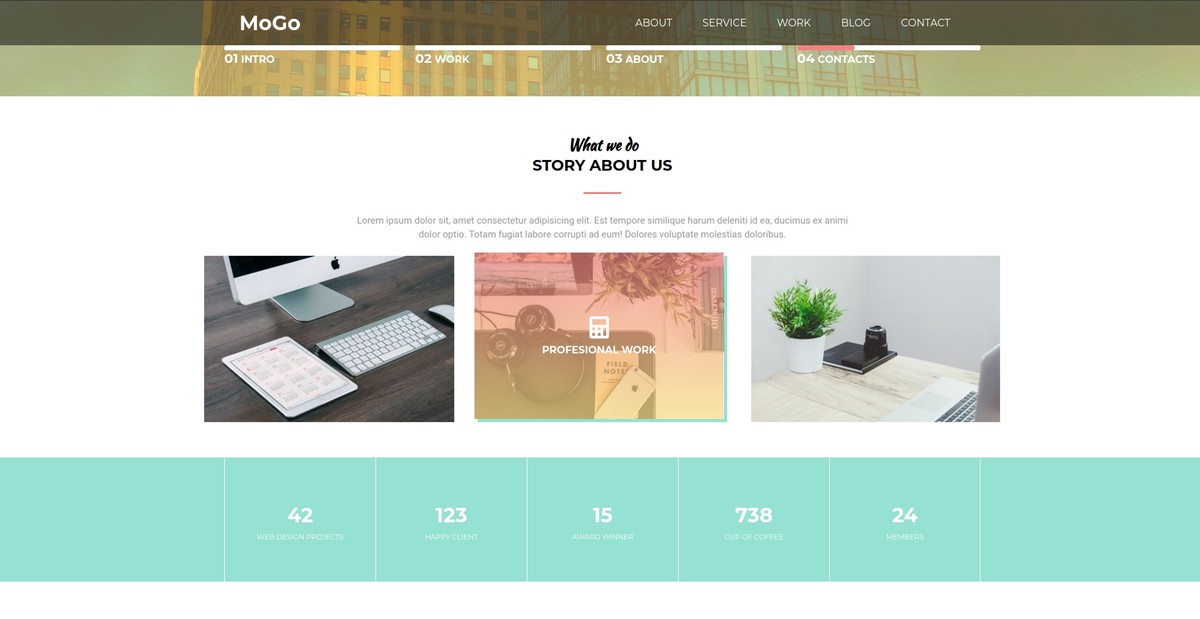 MoGo
ABOUT SERVICE WORK BLOG CONTACT
01 INTRO 02 WORK 03 ABOUT 04 CONTACTS
What we do
STORY ABOUT US
Lorem ipsum dolor sit, amet consectetur adipisicing elit. Est tempore similique harum deleniti id ea, ducimus ex animi
dolor optio. Totam fugiat labore corrupti ad eum! Dolores voluptate molestias doloribus.
PROFESIONAL WORK
FIELD
NOTES
42 123 15 738 24
WEB DESIGN PROJECTS HAPPY CLIENT AWARD WINNER CUP OF COFFEE MEMBERS